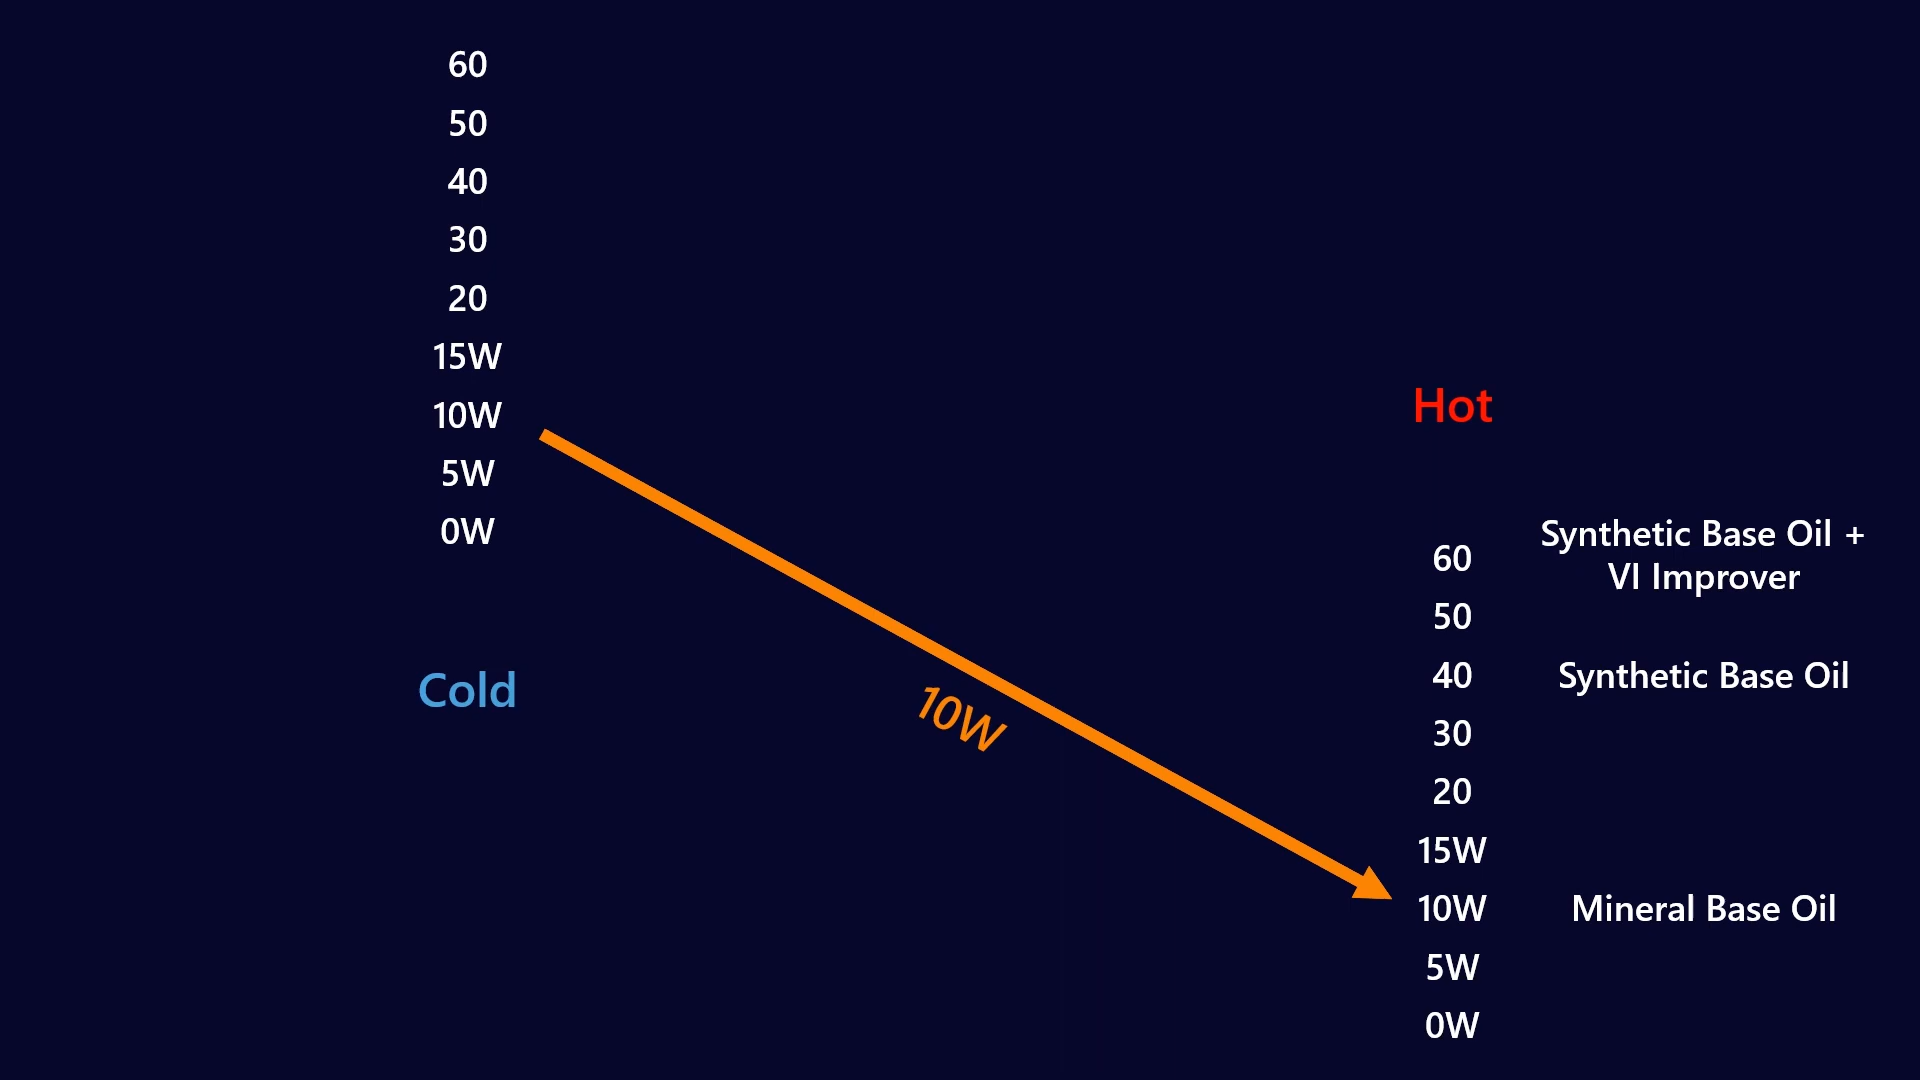 60
50
40
30
20
15W
10W
5W
0W
Cold
10W
Hot
60
50
40
30
20
15W
10W
5W
0W
Synthetic Base Oil +
VI Improver
Synthetic Base Oil
Mineral Base Oil